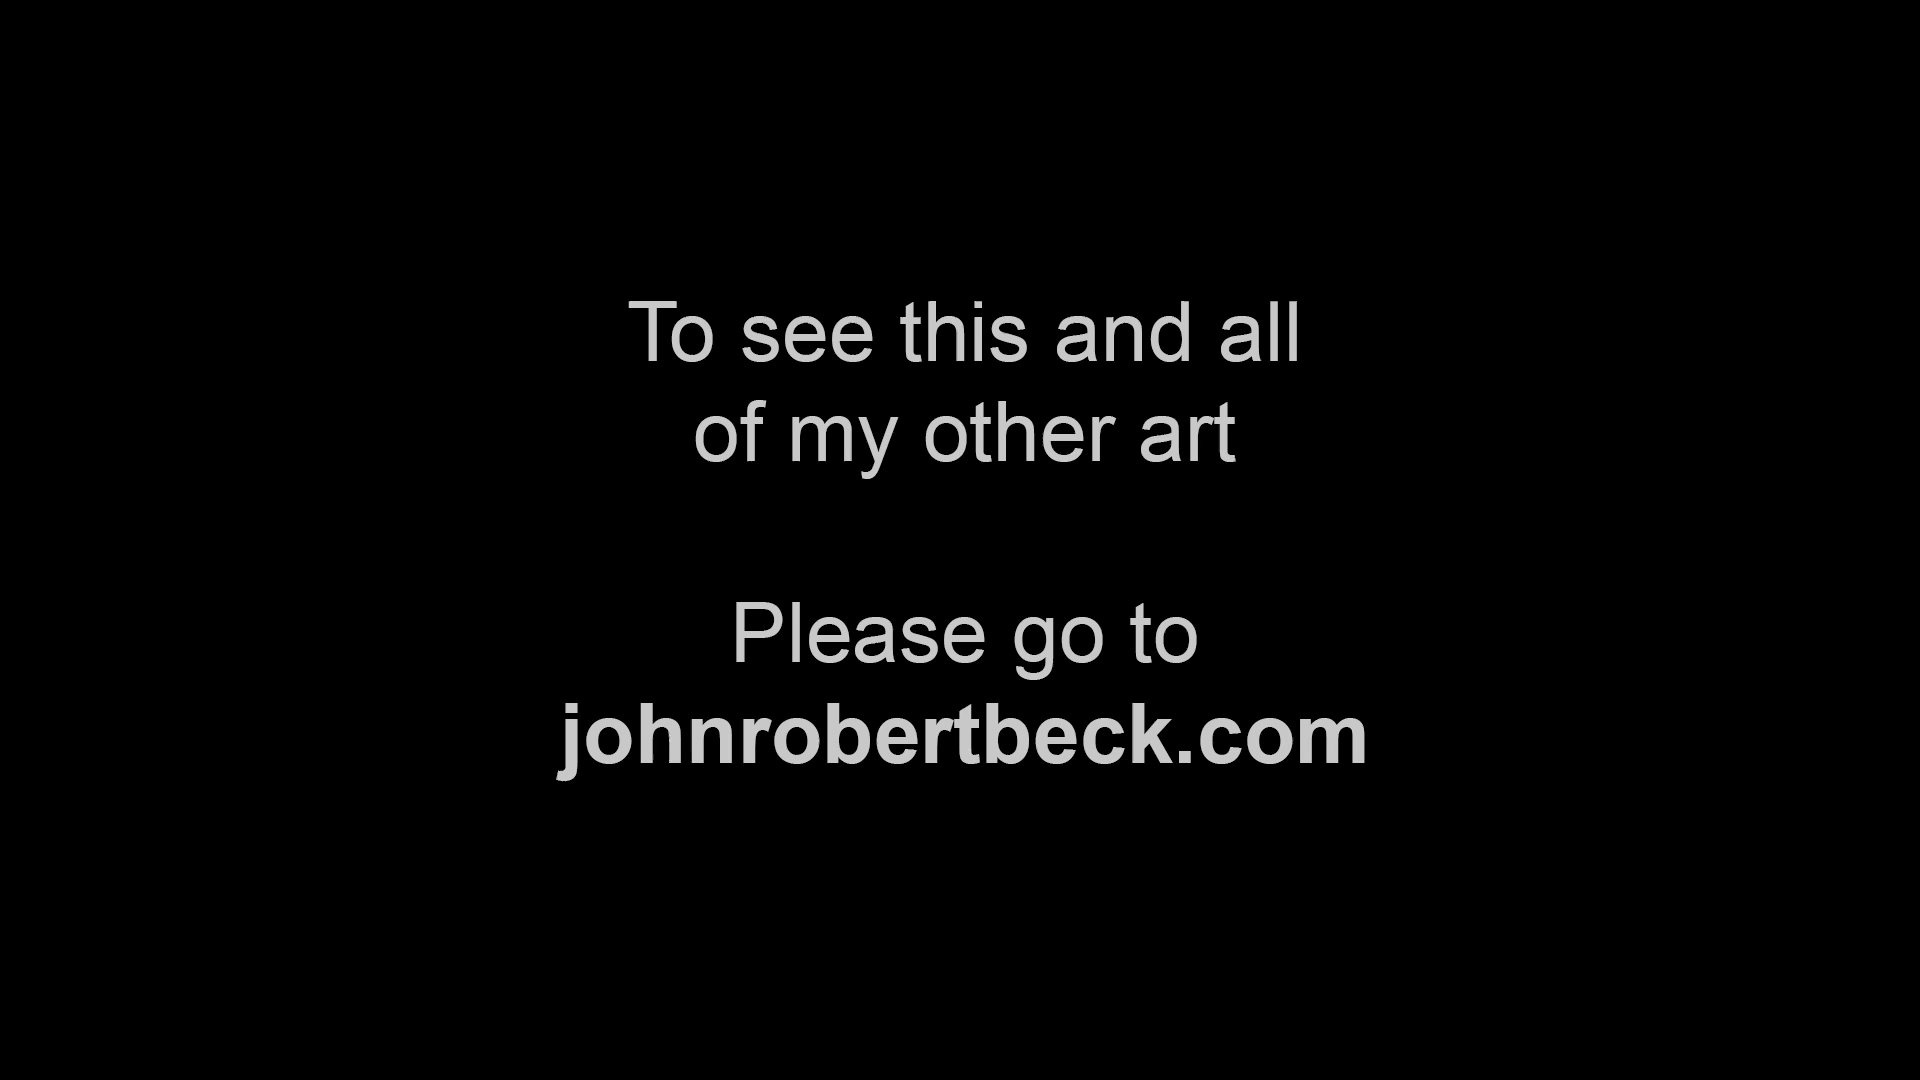 To see this and all
of my other art
Please go to
johnrobertbeck.com